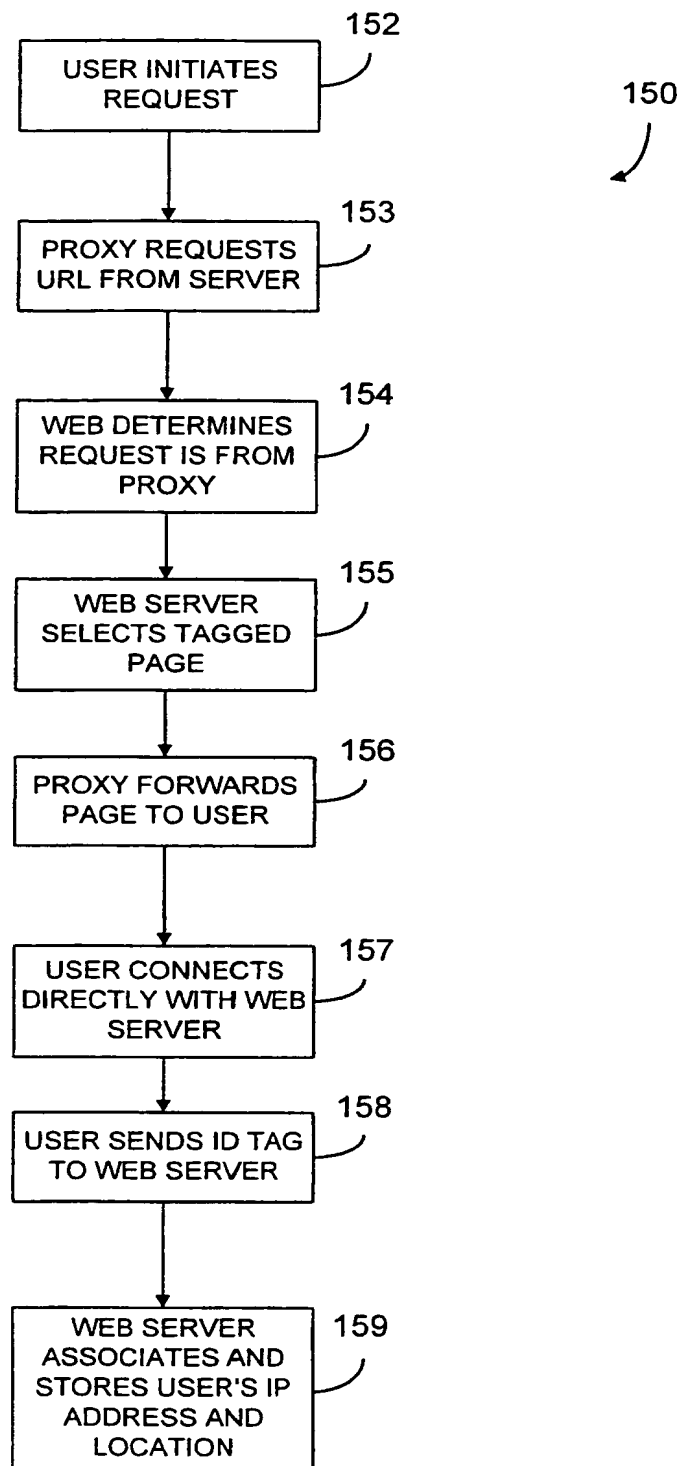 152
USER INITIATES
REQUEST
150
153
PROXY REQUESTS
URL FROM SERVER
154
WEB DETERMINES
REQUEST IS FROM
PROXY
155
WEB SERVER
SELECTS TAGGED
PAGE
156
PROXY FORWARDS
PAGE TO USER
157
USER CONNECTS
DIRECTLY WITH WEB
SERVER
158
USER SENDS ID TAG
TO WEB SERVER
159
WEB SERVER
ASSOCIATES AND
STORES USER'S IP
ADDRESS AND
LOCATION